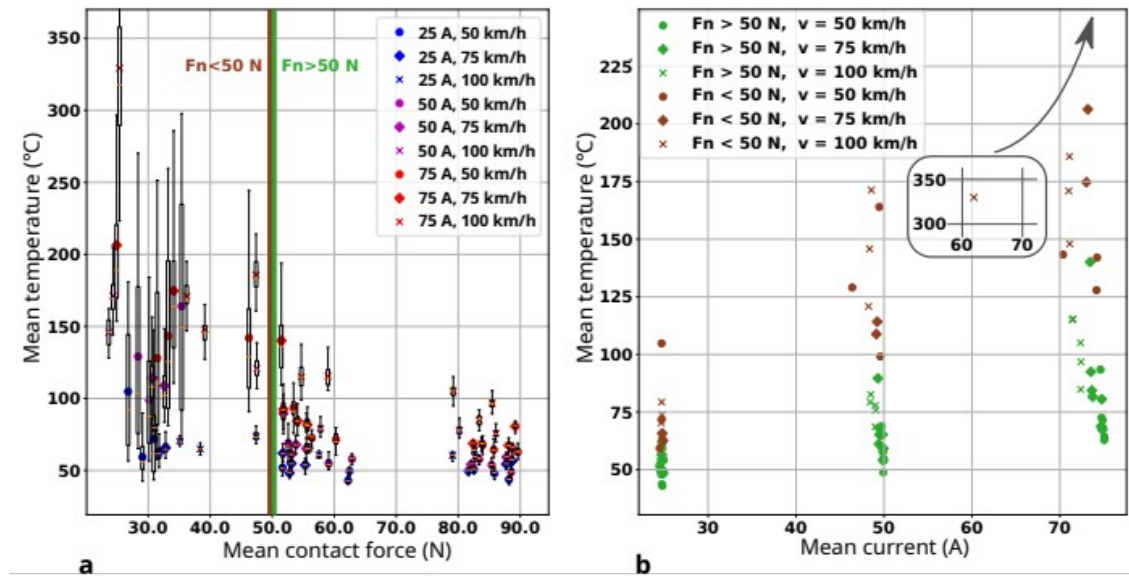 350
300
250
200
150
100
50
Mean temperature (°C)
Fn<50 N
Fn>50 N
25 A, 50 km/h
25 A, 75 km/h
25 A, 100 km/h
50 A, 50 km/h
50 A, 75 km/h
50 A, 100 km/h
75 A, 50 km/h
75 A, 75 km/h
75 A, 100 km/h
30.0 40.0 50.0 60.0 70.0 80.0 90.0
Mean contact force (N)
a
225
200
175
150
125
100
75
50
Mean temperature (°C)
Fn > 50 N, v = 50 km/h
Fn > 50 N, v = 75 km/h
Fn > 50 N, v = 100 km/h
Fn < 50 N, v = 50 km/h
Fn < 50 N, v = 75 km/h
Fn < 50 N, v = 100 km/h
350
300
60 70
30 40 50 60 70
Mean current (A)
b